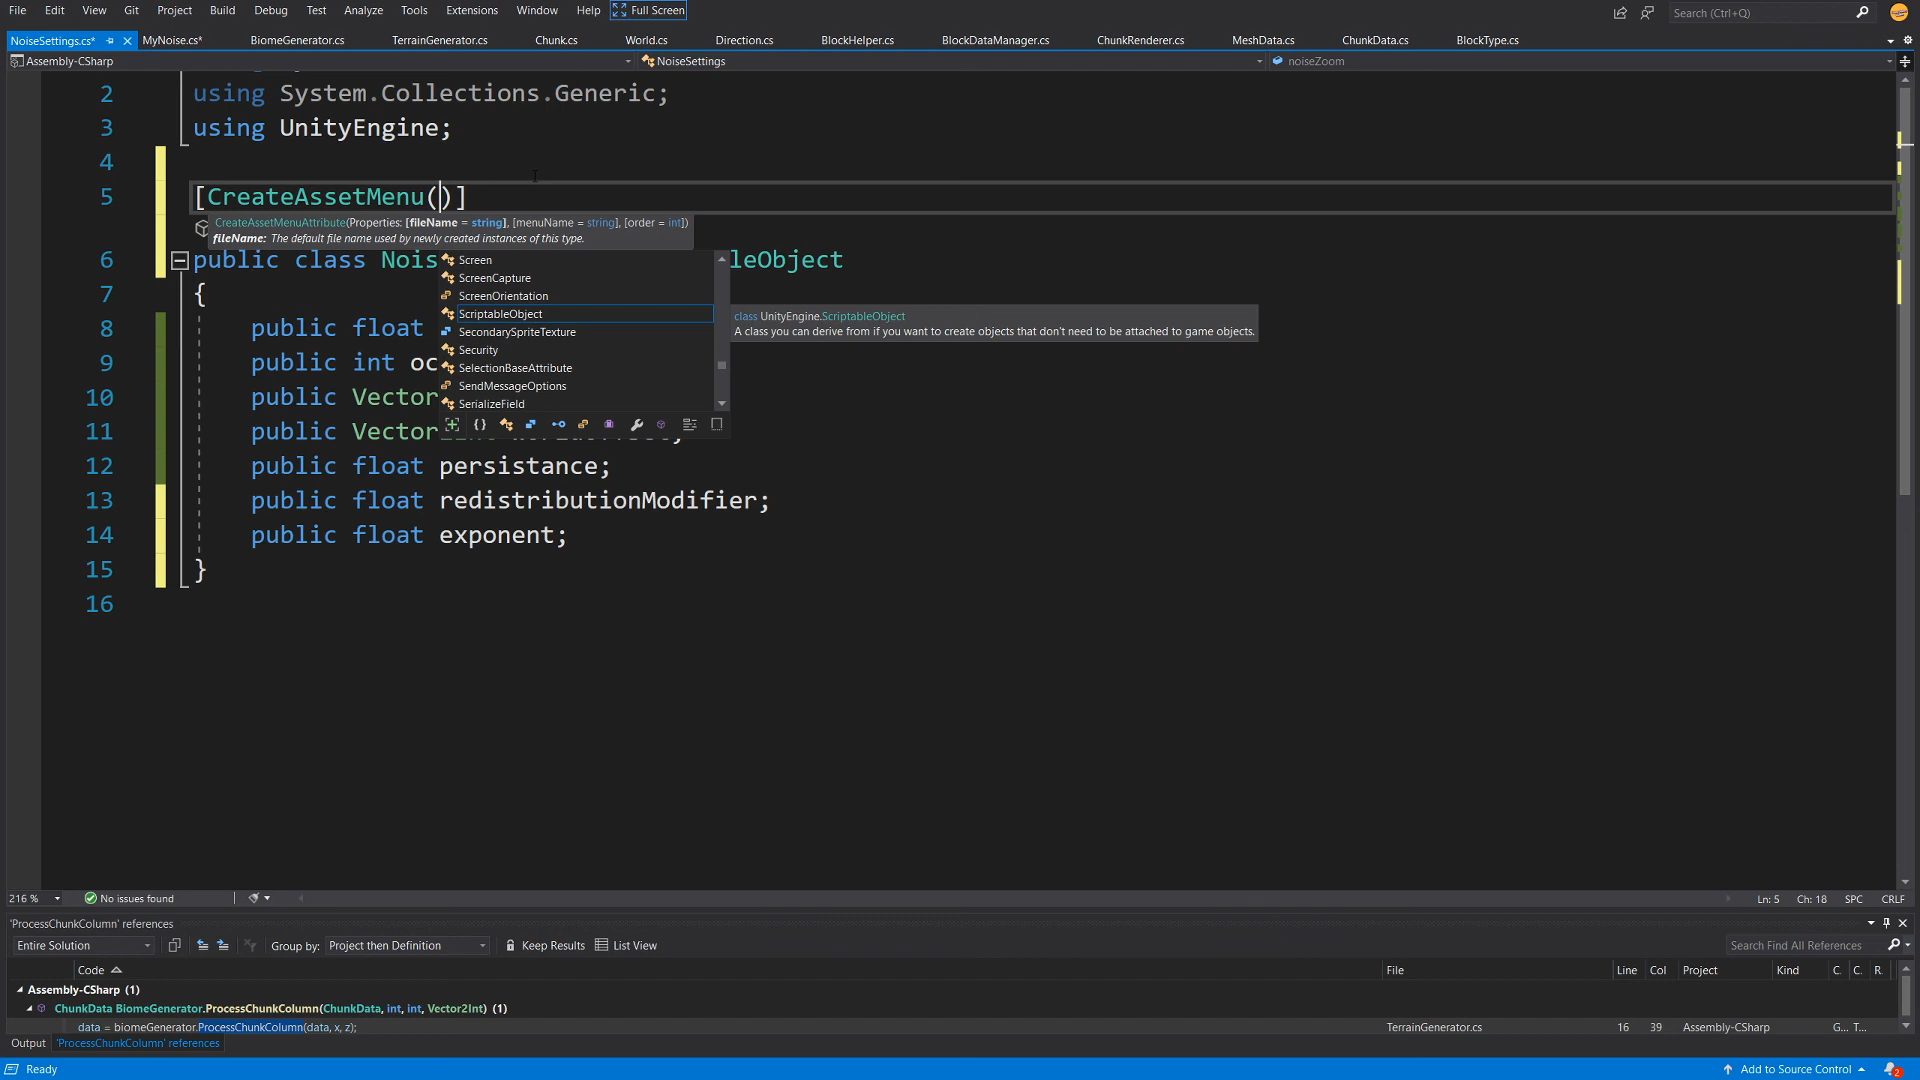 File Edit View Git Project Build Debug Test Analyze Tools Extensions Window Help Full Screen Search (Ctrl+Q)
NoiseSettings.cs* MyNoise.cs* BiomeGenerator.cs TerrainGenerator.cs Chunk.cs World.cs Direction.cs BlockHelper.cs BlockDataManager.cs ChunkRenderer.cs MeshData.cs ChunkData.cs BlockType.cs
Assembly-CSharp NoiseSettings noiseZoom
2 using System.Collections.Generic;
3 using UnityEngine;
4
5 [CreateAssetMenu()]
CreateAssetMenuAttribute(Properties: [fileName = string], [menuName = string], [order = int])
fileName: The default file name used by newly created instances of this type.
6 public class Nois leObject
Screen
ScreenCapture
ScreenOrientation
ScriptableObject
SecondarySpriteTexture
Security
SelectionBaseAttribute
SendMessageOptions
SerializeField
class UnityEngine.ScriptableObject
A class you can derive from if you want to create objects that don't need to be attached to game objects.
7 {
8 public float
9 public int oc
10 public Vector
11 public Vector
12 public float persistance;
13 public float redistributionModifier;
14 public float exponent;
15 }
16
216 % No issues found Ln: 5 Ch: 18 SPC CRLF
'ProcessChunkColumn' references
Entire Solution Group by: Project then Definition Keep Results List View Search Find All References
Code File Line Col Project Kind C. C. R.
Assembly-CSharp (1)
ChunkData BiomeGenerator.ProcessChunkColumn(ChunkData, int, int, Vector2Int) (1)
data = biomeGenerator.ProcessChunkColumn(data, x, z); TerrainGenerator.cs 16 39 Assembly-CSharp G... T...
Output 'ProcessChunkColumn' references
Ready Add to Source Control 2